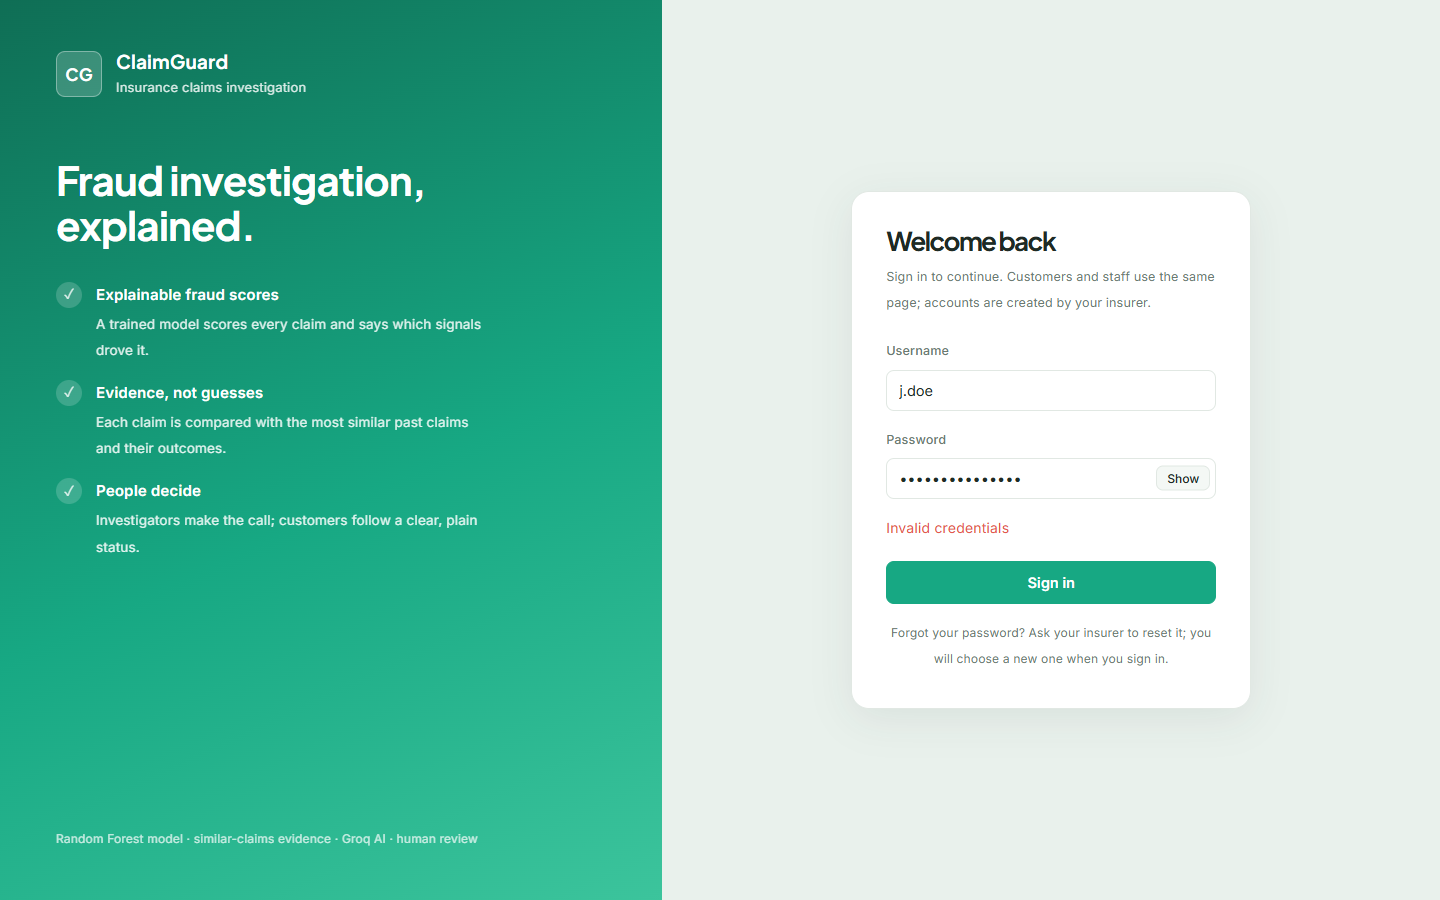 CG
ClaimGuard
Insurance claims investigation
Fraud investigation,
explained.
✓
Explainable fraud scores
A trained model scores every claim and says which signals
drove it.
✓
Evidence, not guesses
Each claim is compared with the most similar past claims
and their outcomes.
✓
People decide
Investigators make the call; customers follow a clear, plain
status.
Random Forest model · similar-claims evidence · Groq AI · human review
Welcome back
Sign in to continue. Customers and staff use the same
page; accounts are created by your insurer.
Username
j.doe
Password
•••••••••••••••
Show
Invalid credentials
Sign in
Forgot your password? Ask your insurer to reset it; you
will choose a new one when you sign in.